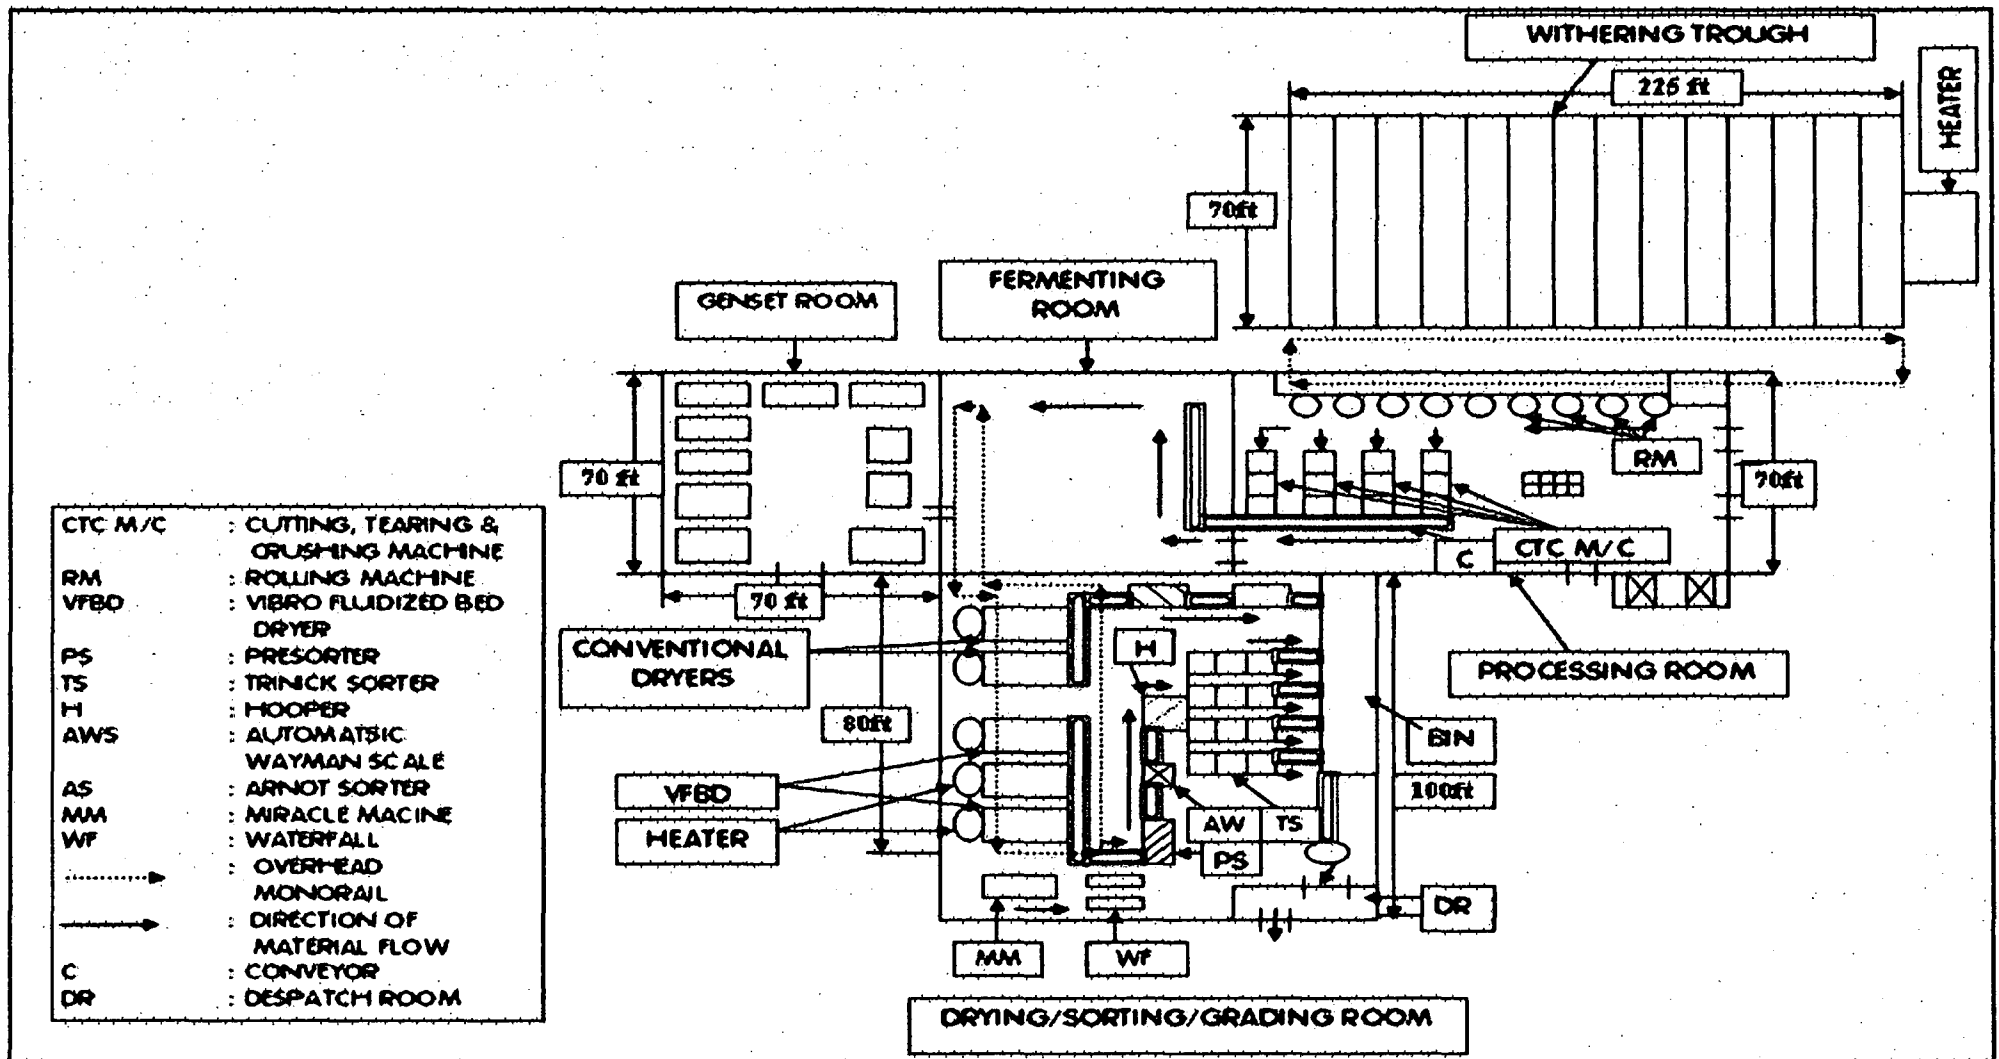 WITHERING TROUGH
225 ft
HEATER
70ft
FERMENTING
ROOM
GENSET ROOM
70 ft
RM
70ft
CTC M/C
C
70 ft
CONVENTIONAL
DRYERS
H
PROCESSING ROOM
80ft
BIN
VFBD
100ft
HEATER
AW
TS
PS
DR
MM
WF
DRYING/SORTING/GRADING ROOM
CTC M/C : CUTTING, TEARING &
CRUSHING MACHINE
RM : ROLLING MACHINE
VFBD : VIBRO FLUIDIZED BED
DRYER
PS : PRESORTER
TS : TRINICK SORTER
H : HOOPER
AWS : AUTOMATSIC
WAYMAN SCALE
AS : ARNOT SORTER
MM : MIRACLE MACINE
WF : WATERFALL
: OVERHEAD
MONORAIL
: DIRECTION OF
MATERIAL FLOW
C : CONVEYOR
DR : DESPATCH ROOM